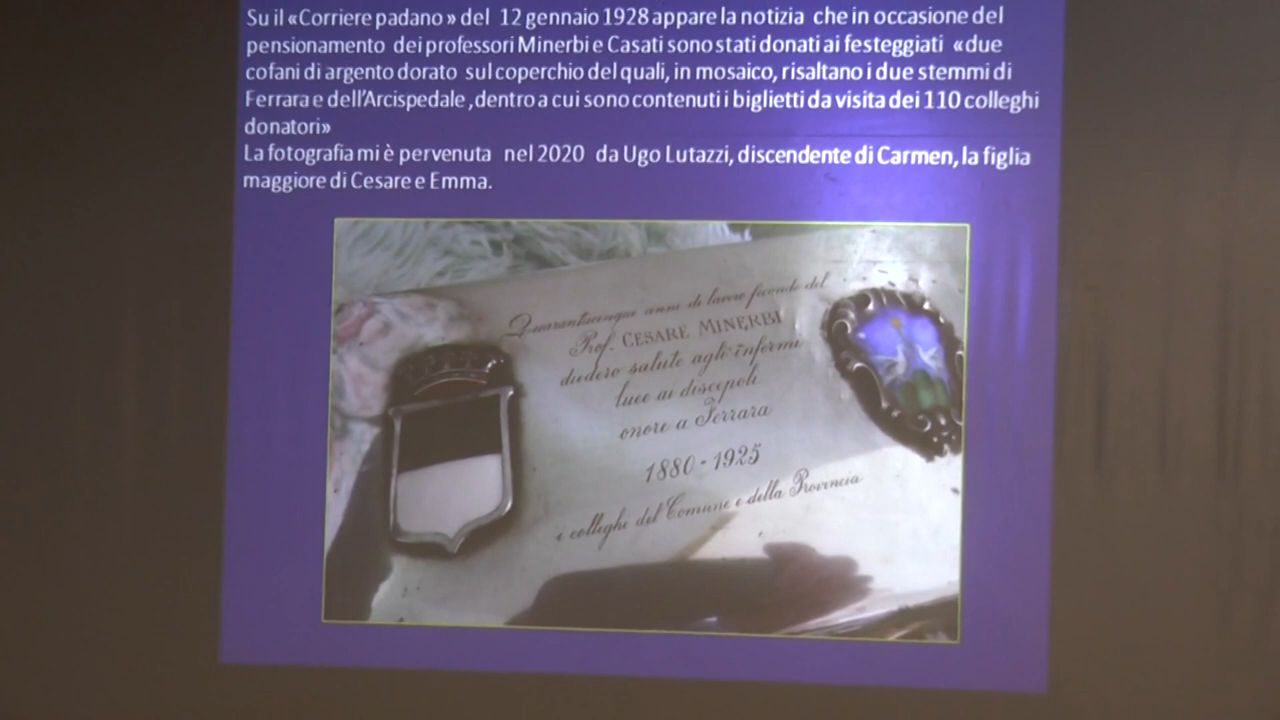 Su il «Corriere padano» del 12 gennaio 1928 appare la notizia che in occasione del
pensionamento dei professori Minerbi e Casati sono stati donati ai festeggiati «due
cofani di argento dorato sul coperchio del quali, in mosaico, risaltano i due stemmi di
Ferrara e dell'Arcispedale, dentro a cui sono contenuti i biglietti da visita dei 110 colleghi
donatori»
La fotografia mi è pervenuta nel 2020 da Ugo Lutazzi, discendente di Carmen, la figlia
maggiore di Cesare e Emma.
Quarantacinque anni di lavoro fecondo del
Prof. CESARE MINERBI
diedero salute agli infermi
luce ai discepoli
onore a Ferrara
1880-1925
i colleghi del Comune e della Provincia